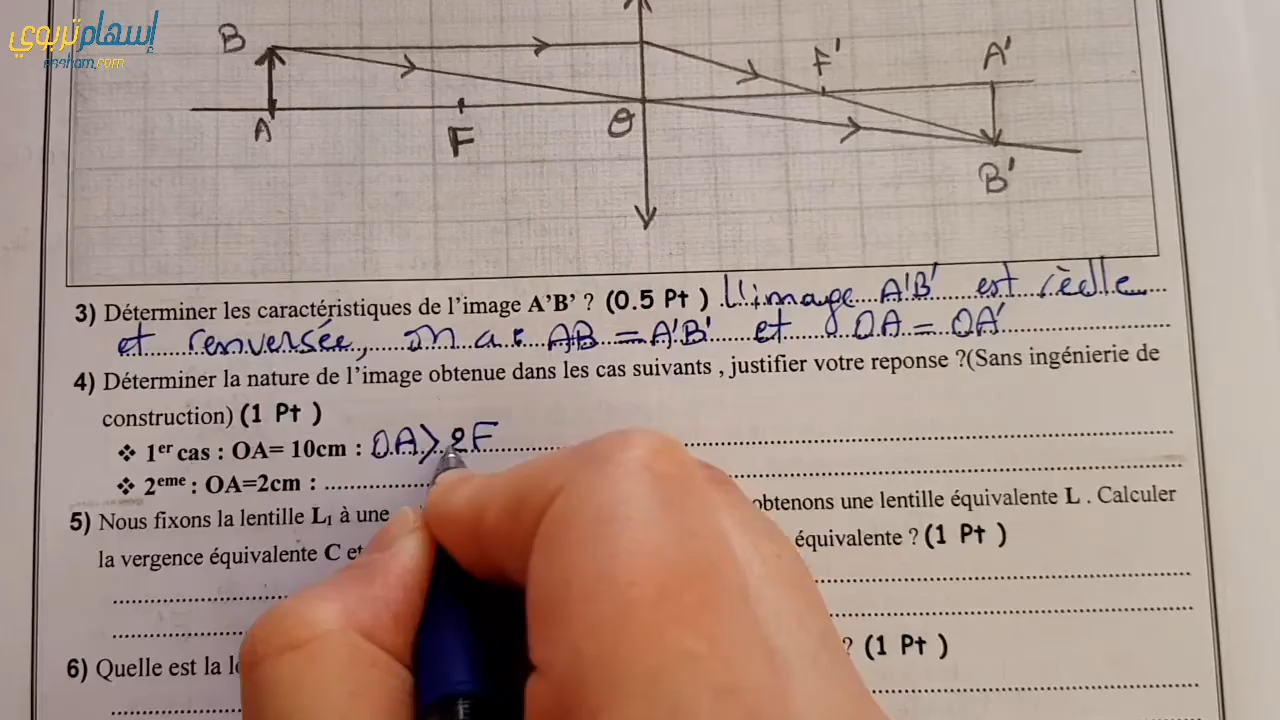 إسهام تربوي
essham.com
B
F'
A'
A
F
O
B'
3) Déterminer les caractéristiques de l'image A'B' ? (0.5 Pt ) L'image A'B' est réelle
et renversée, on a : AB = A'B' et OA = OA'
4) Déterminer la nature de l'image obtenue dans les cas suivants , justifier votre reponse ?(Sans ingénierie de
construction) (1 Pt )
❖ 1er cas : OA= 10cm : OA > 2F
❖ 2eme : OA=2cm :
5) Nous fixons la lentille L1 à une obtenons une lentille équivalente L . Calculer
la vergence équivalente C et équivalente ? (1 Pt )
6) Quelle est la ? (1 Pt )